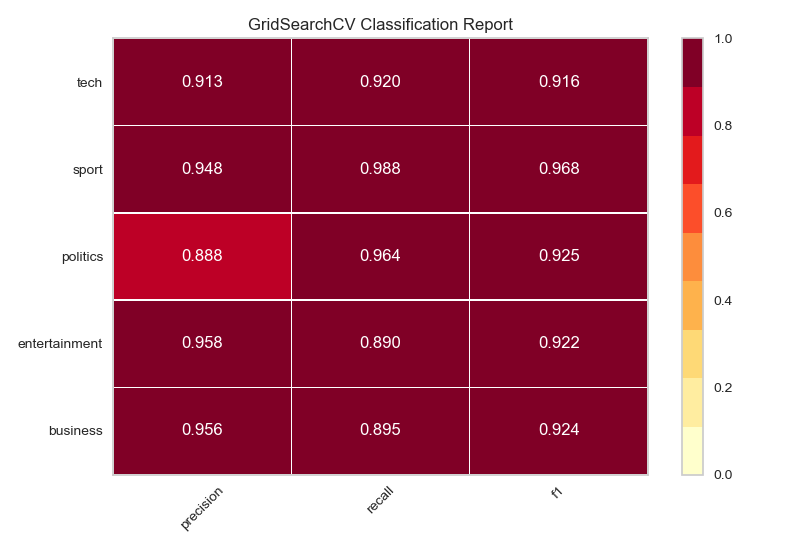 GridSearchCV Classification Report
tech 0.913 0.920 0.916
sport 0.948 0.988 0.968
politics 0.888 0.964 0.925
entertainment 0.958 0.890 0.922
business 0.956 0.895 0.924
precision recall f1
1.0
0.8
0.6
0.4
0.2
0.0